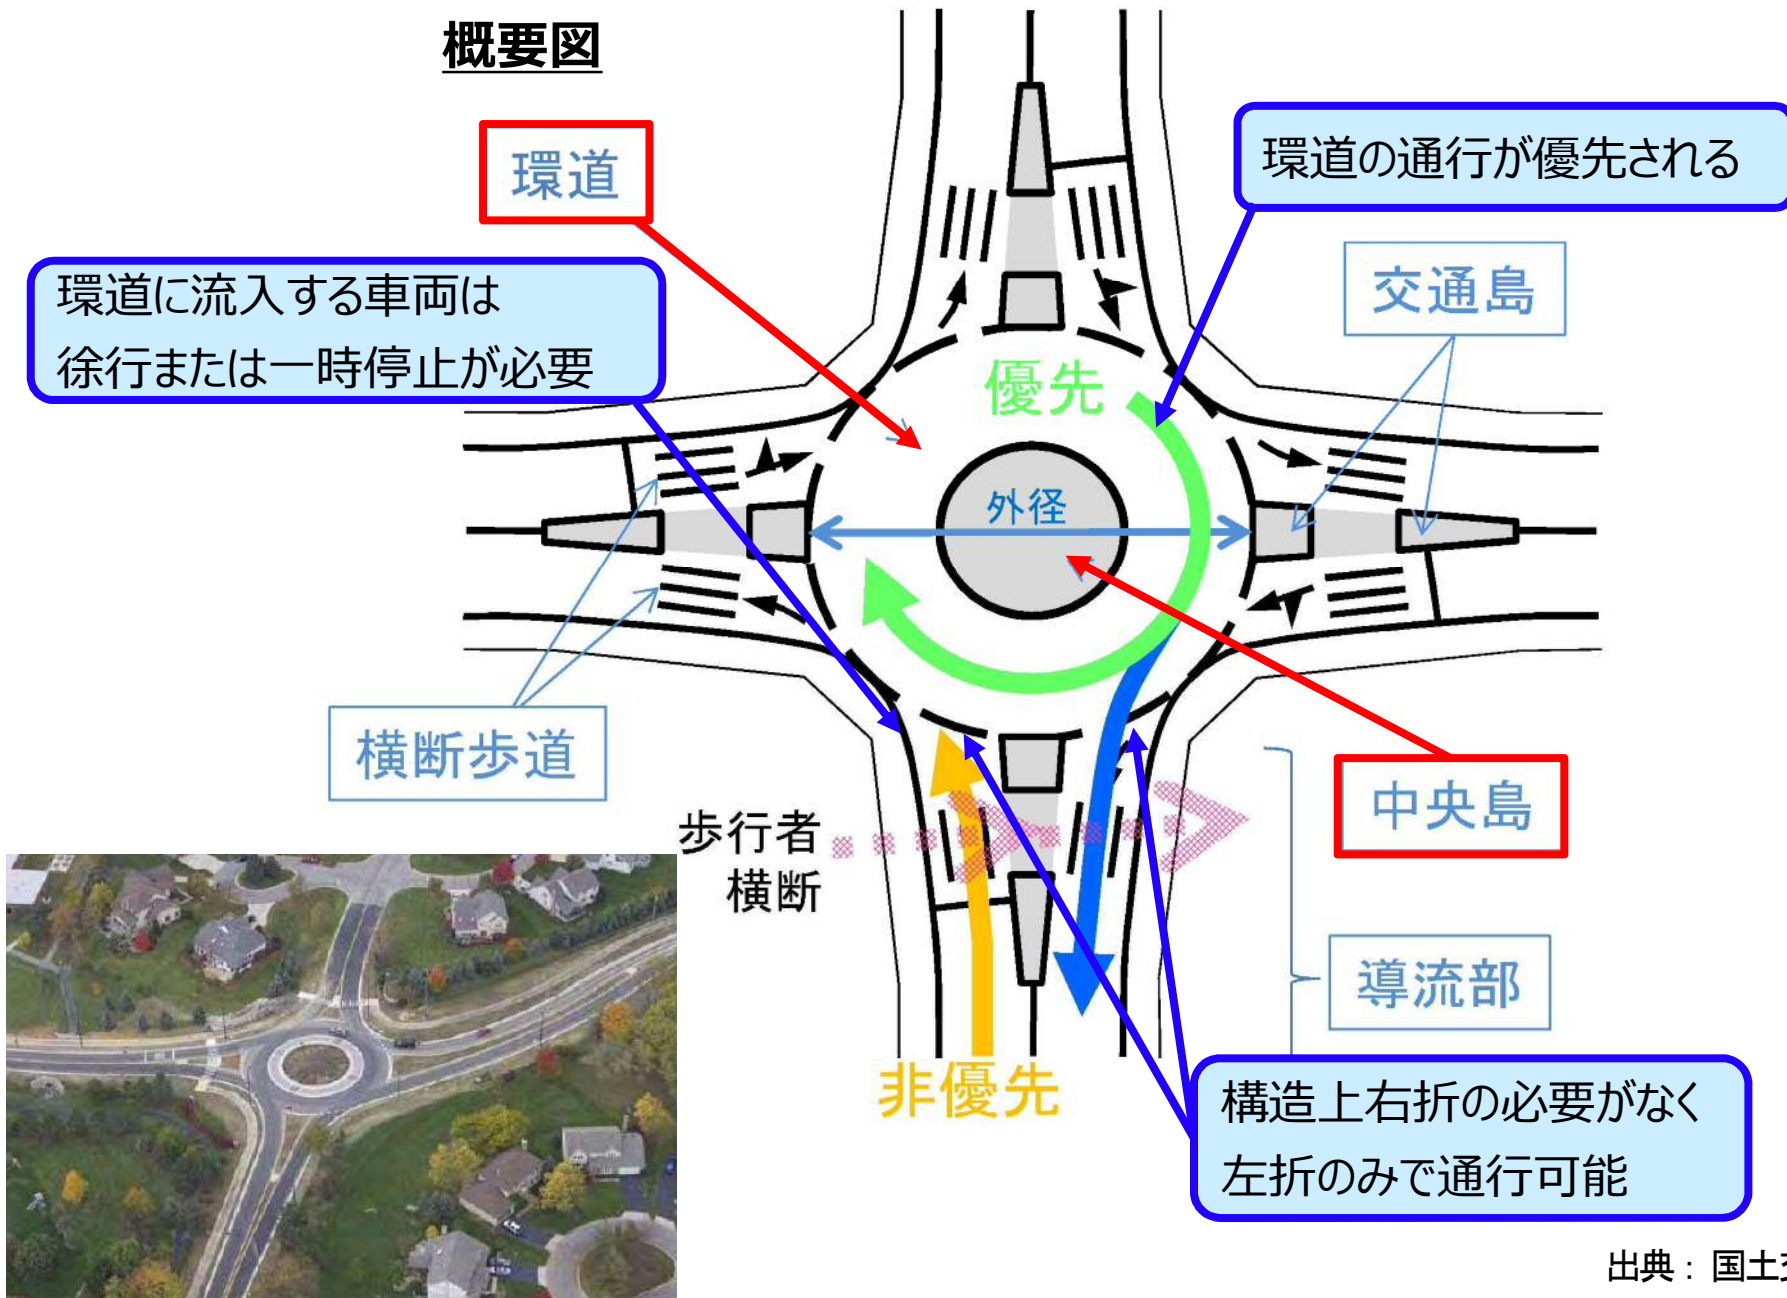 概要図
環道
環道の通行が優先される
環道に流入する車両は
徐行または一時停止が必要
交通島
優先
外径
横断歩道
中央島
歩行者
横断
導流部
非優先
構造上右折の必要がなく
左折のみで通行可能
出典：国土